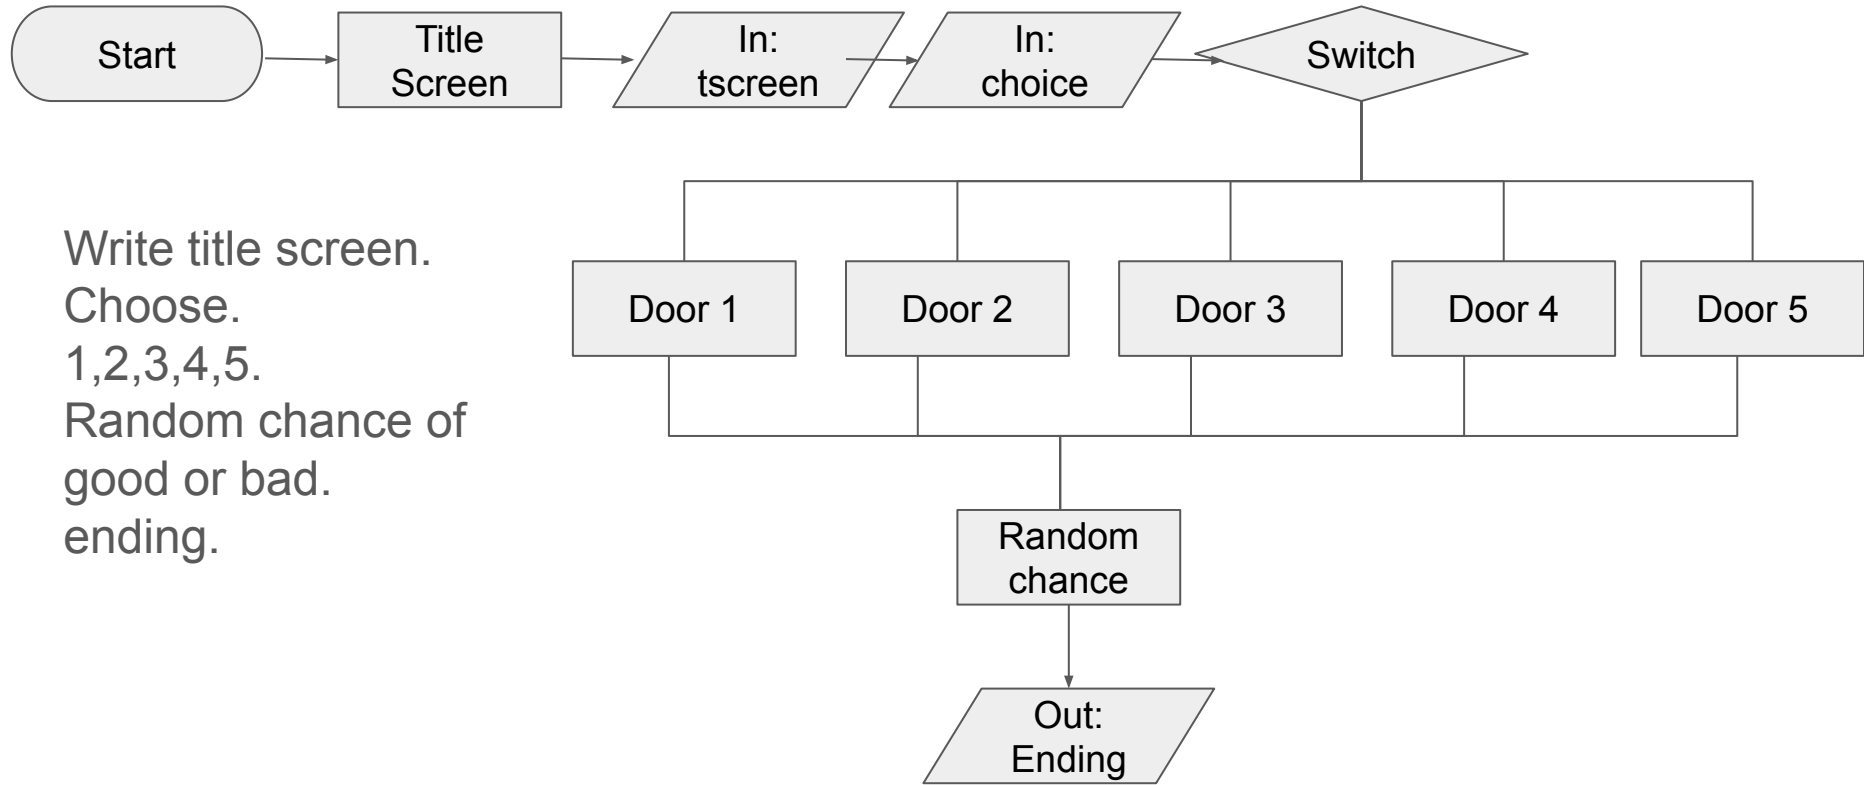 Start
Title
Screen
In:
tscreen
In:
choice
Switch
Write title screen.
Choose.
1,2,3,4,5.
Random chance of
good or bad.
ending.
Door 1
Door 2
Door 3
Door 4
Door 5
Random
chance
Out:
Ending